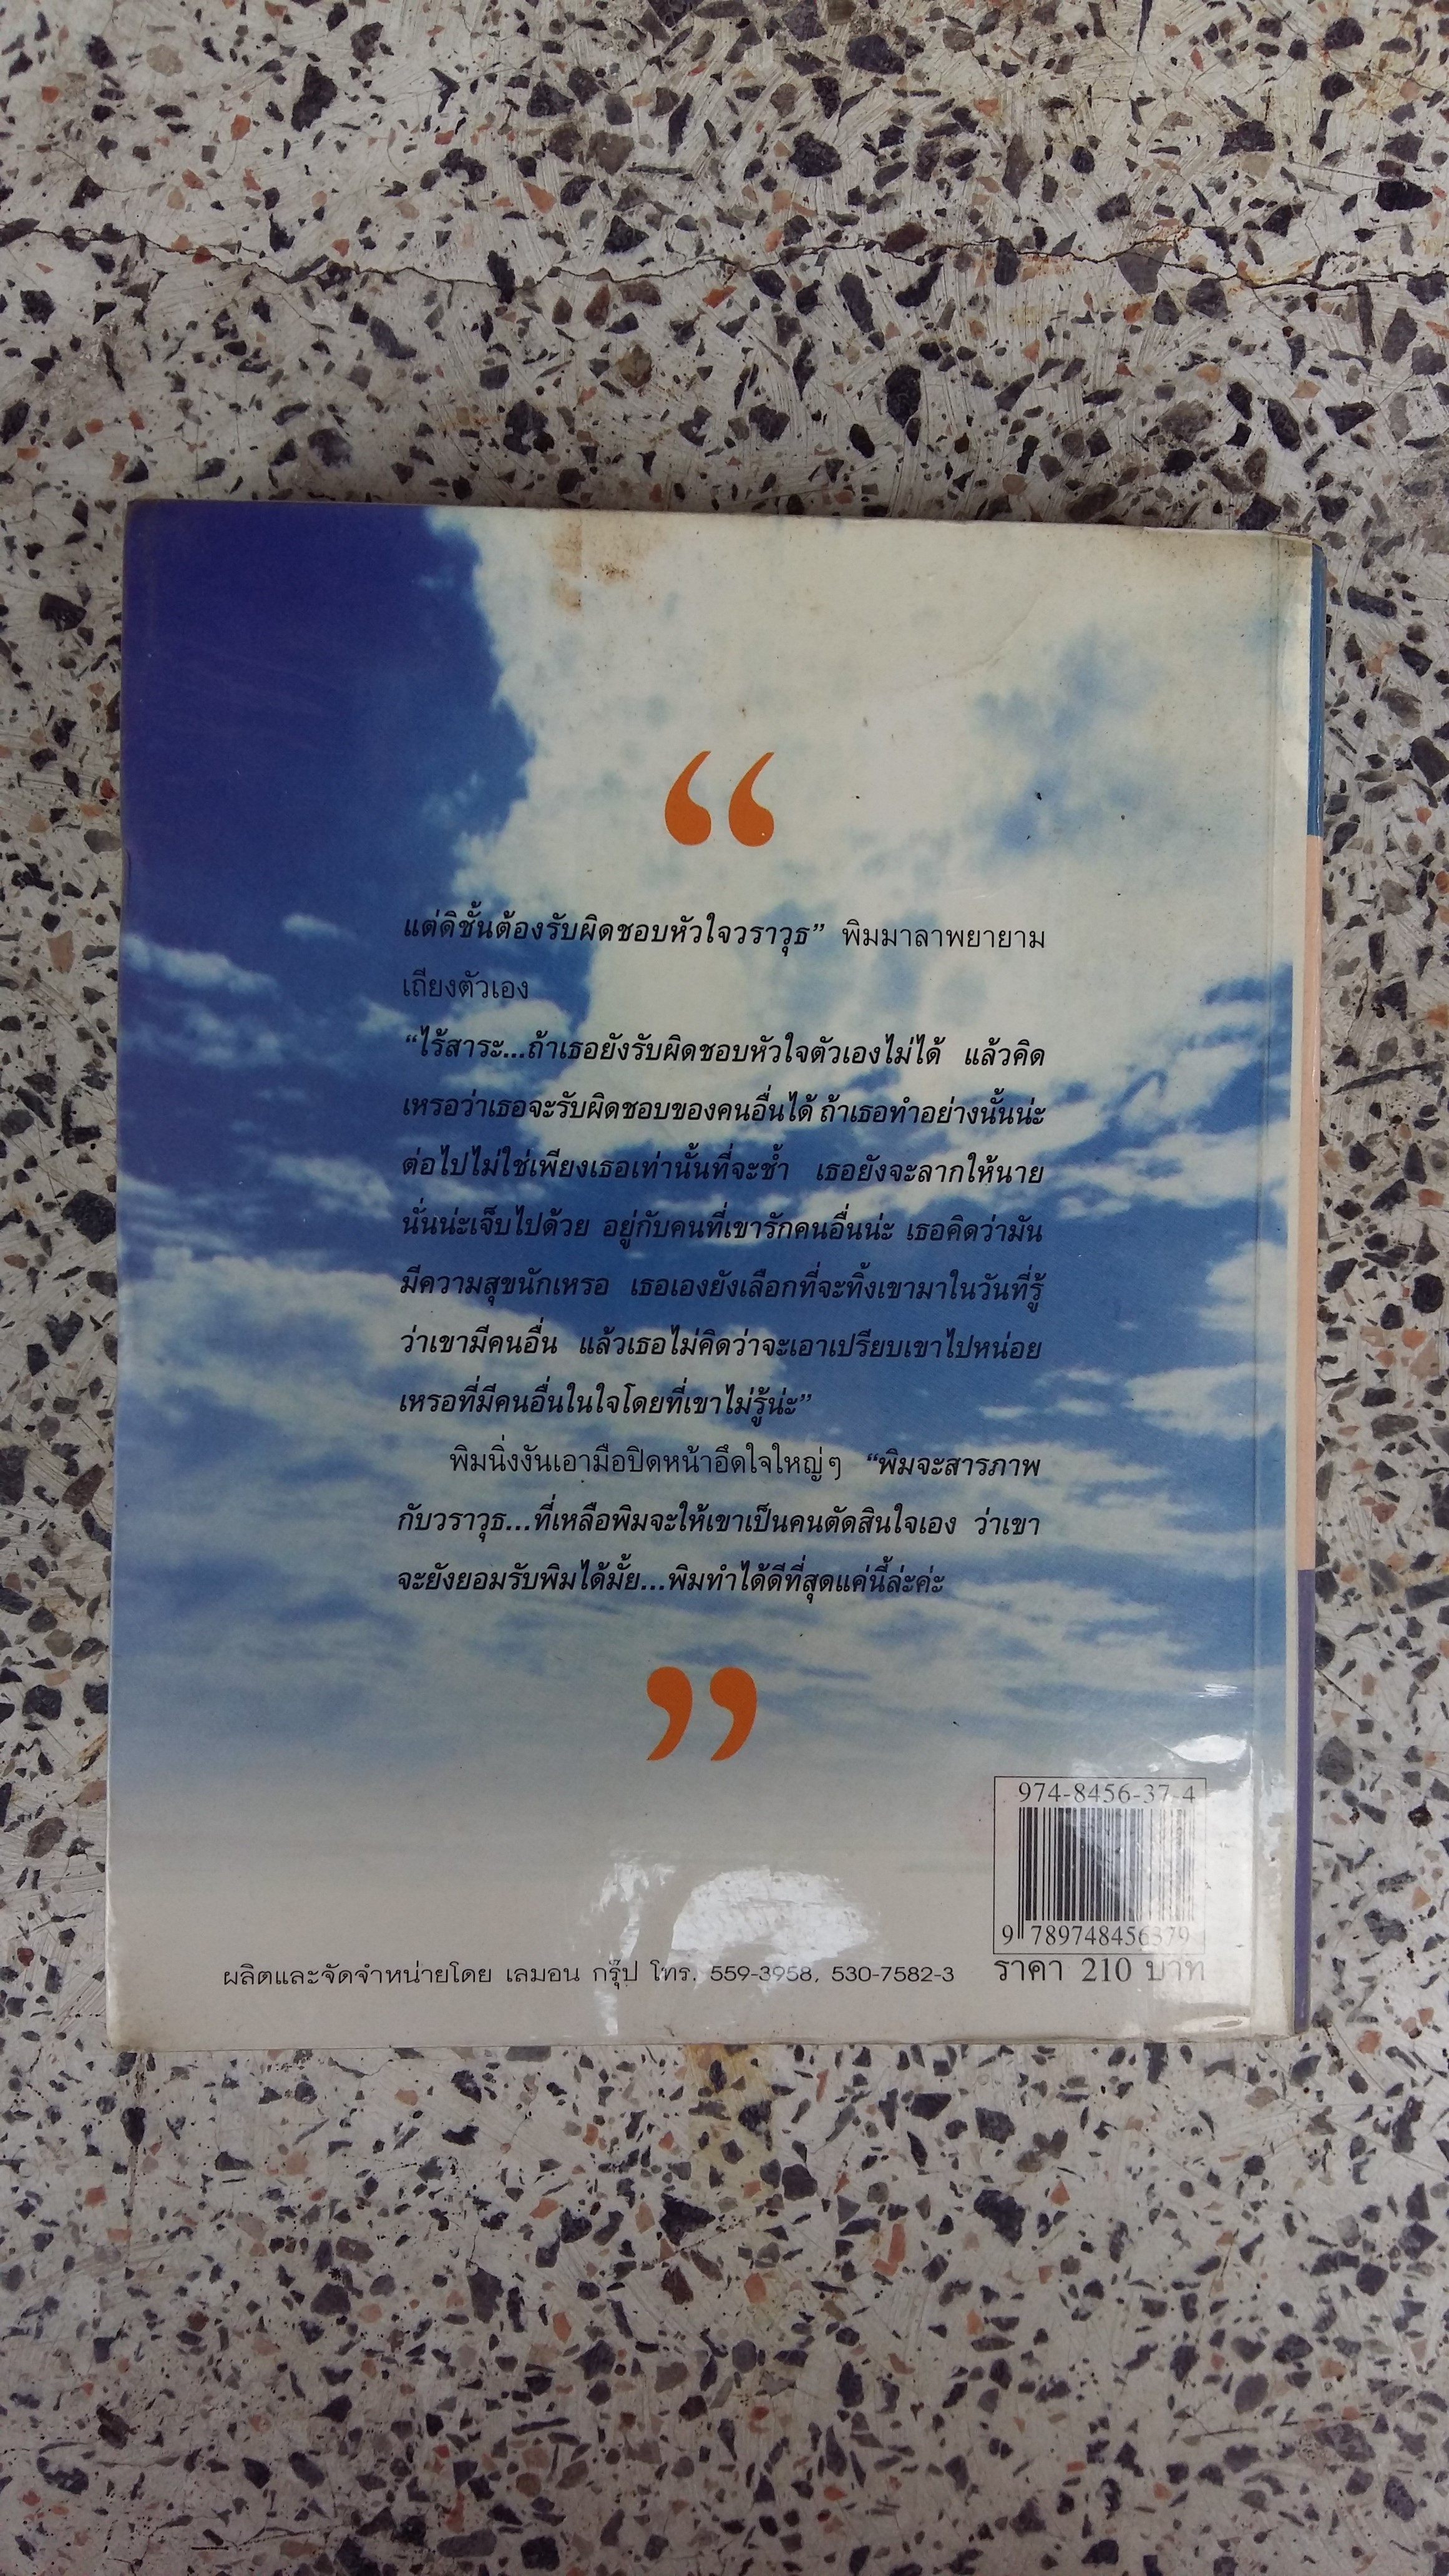 “
แต่ดิชั้นต้องรับผิดชอบหัวใจวราวุธ” พิมมาลาพยายาม
เถียงตัวเอง
“ไร้สาระ...ถ้าเธอยังรับผิดชอบหัวใจตัวเองไม่ได้ แล้วคิด
เหรอว่าเธอจะรับผิดชอบของคนอื่นได้ ถ้าเธอทำอย่างนั้นน่ะ
ต่อไปไม่ใช่เพียงเธอเท่านั้นที่จะช้ำ เธอยังจะลากให้นาย
นั่นน่ะเจ็บไปด้วย อยู่กับคนที่เขารักคนอื่นน่ะ เธอคิดว่ามัน
มีความสุขนักเหรอ เธอเองยังเลือกที่จะทิ้งเขามาในวันที่รู้
ว่าเขามีคนอื่น แล้วเธอไม่คิดว่าจะเอาเปรียบเขาไปหน่อย
เหรอที่มีคนอื่นในใจโดยที่เขาไม่รู้น่ะ”
พิมนิ่งงันเอามือปิดหน้าอึดใจใหญ่ๆ “พิมจะสารภาพ
กับวราวุธ...ที่เหลือพิมจะให้เขาเป็นคนตัดสินใจเอง ว่าเขา
จะยังยอมรับพิมได้มั้ย...พิมทำได้ดีที่สุดแค่นี้ล่ะค่ะ
”
974-8456-37-4
9 789748456379
ราคา 210 บาท
ผลิตและจัดจำหน่ายโดย เลมอน กรุ๊ป โทร. 559-3958, 530-7582-3